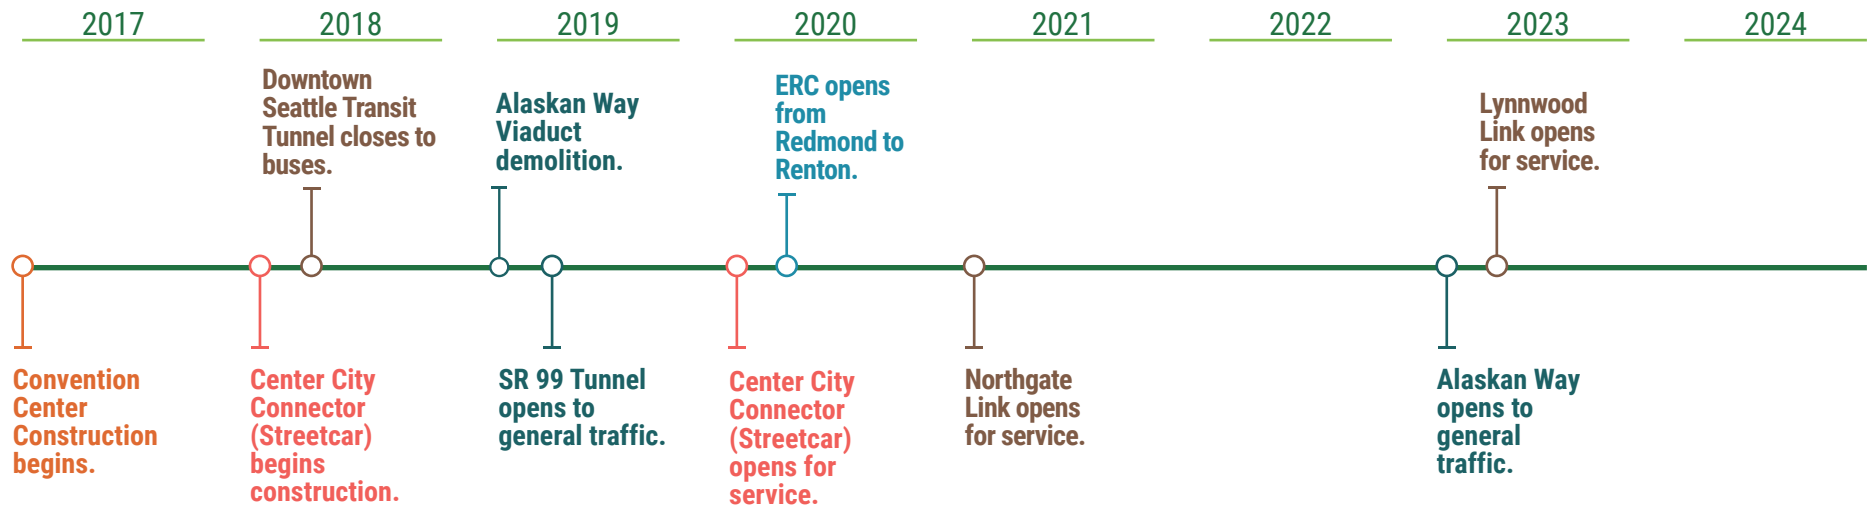 2017
2018
2019
2020
2021
2022
2023
2024
Downtown
Seattle Transit
Tunnel closes to
buses.
Alaskan Way
Viaduct
demolition.
ERC opens
from
Redmond to
Renton.
Lynnwood
Link opens
for service.
Convention
Center
Construction
begins.
Center City
Connector
(Streetcar)
begins
construction.
SR 99 Tunnel
opens to
general traffic.
Center City
Connector
(Streetcar)
opens for
service.
Northgate
Link opens
for service.
Alaskan Way
opens to
general
traffic.